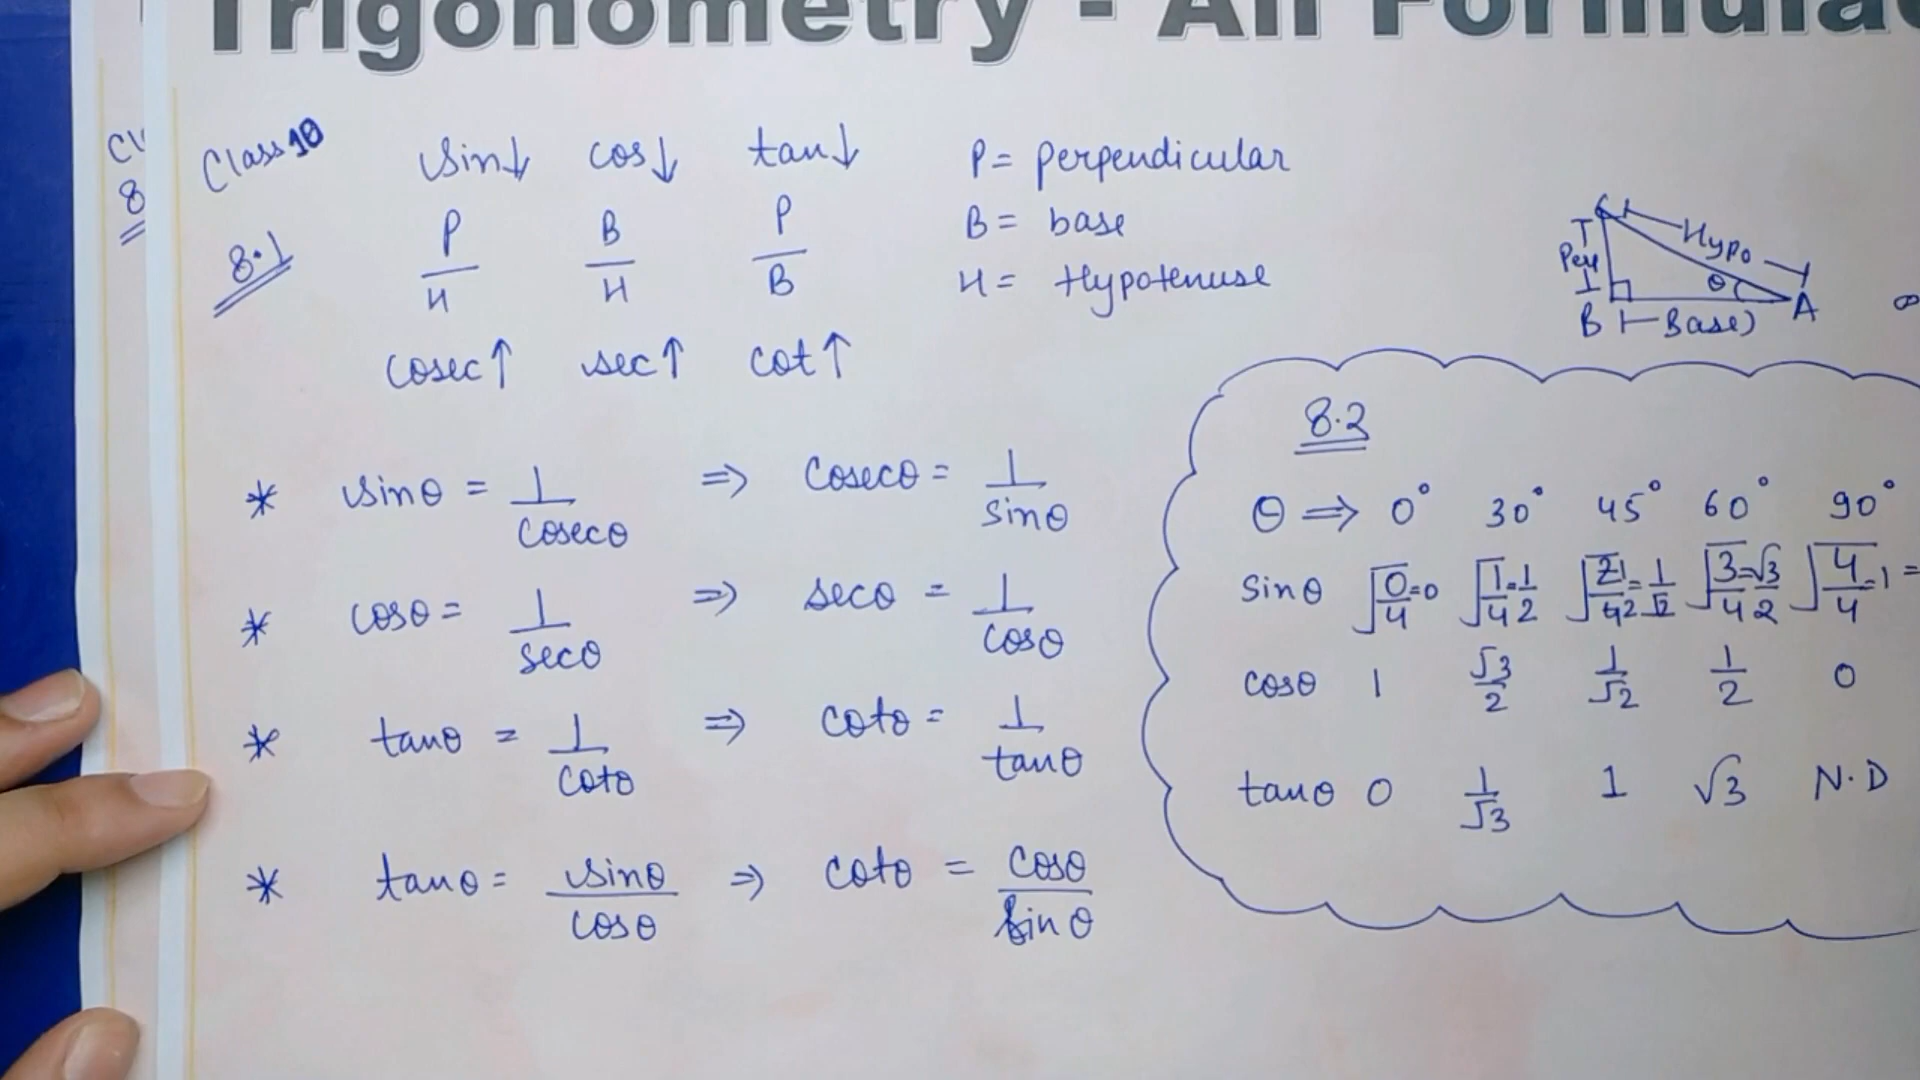 Trigonometry - All Formulae
Class 10
8.1
sin↓ cos↓ tan↓
P/H B/H P/B
cosec↑ sec↑ cot↑
P = perpendicular
B = base
H = Hypotenuse
C
Hypo
Per
θ
B Base A
* sinθ = 1/cosecθ ⇒ cosecθ = 1/sinθ
* cosθ = 1/secθ ⇒ secθ = 1/cosθ
* tanθ = 1/cotθ ⇒ cotθ = 1/tanθ
* tanθ = sinθ/cosθ ⇒ cotθ = cosθ/sinθ
8.2
θ ⇒ 0° 30° 45° 60° 90°
sinθ √(0/4)=0 √(1/4)=1/2 √(2/4)=1/√2 √(3/4)=√3/2 √(4/4)=1
cosθ 1 √3/2 1/√2 1/2 0
tanθ 0 1/√3 1 √3 N.D